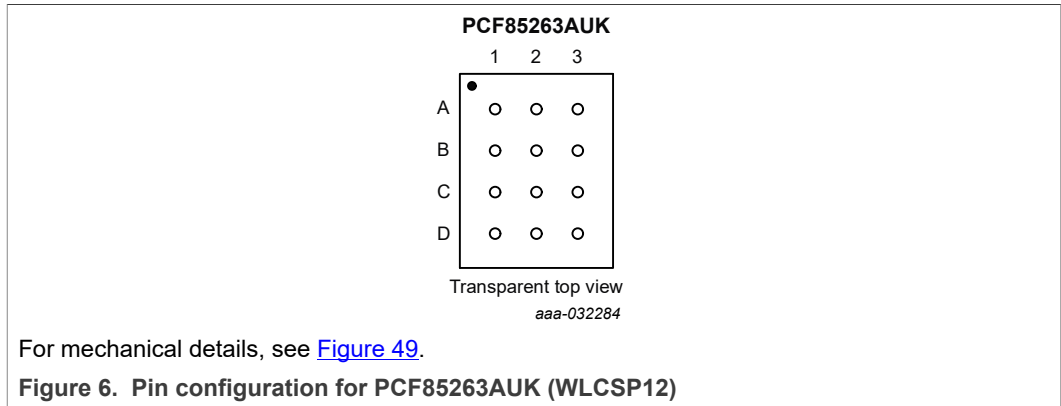 PCF85263AUK
1 2 3
A
B
C
D
Transparent top view
aaa-032284
For mechanical details, see Figure 49.
Figure 6. Pin configuration for PCF85263AUK (WLCSP12)